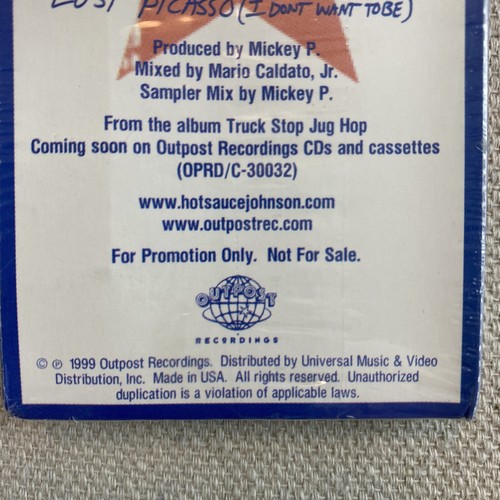 LOST PICASSO (I DONT WANT TO BE)
Produced by Mickey P.
Mixed by Mario Caldato, Jr.
Sampler Mix by Mickey P.
From the album Truck Stop Jug Hop
Coming soon on Outpost Recordings CDs and cassettes
(OPRD/C-30032)
www.hotsaucejohnson.com
www.outpostrec.com
For Promotion Only. Not For Sale.
OUTPOST
RECORDINGS
© ℗ 1999 Outpost Recordings. Distributed by Universal Music & Video
Distribution, Inc. Made in USA. All rights reserved. Unauthorized
duplication is a violation of applicable laws.